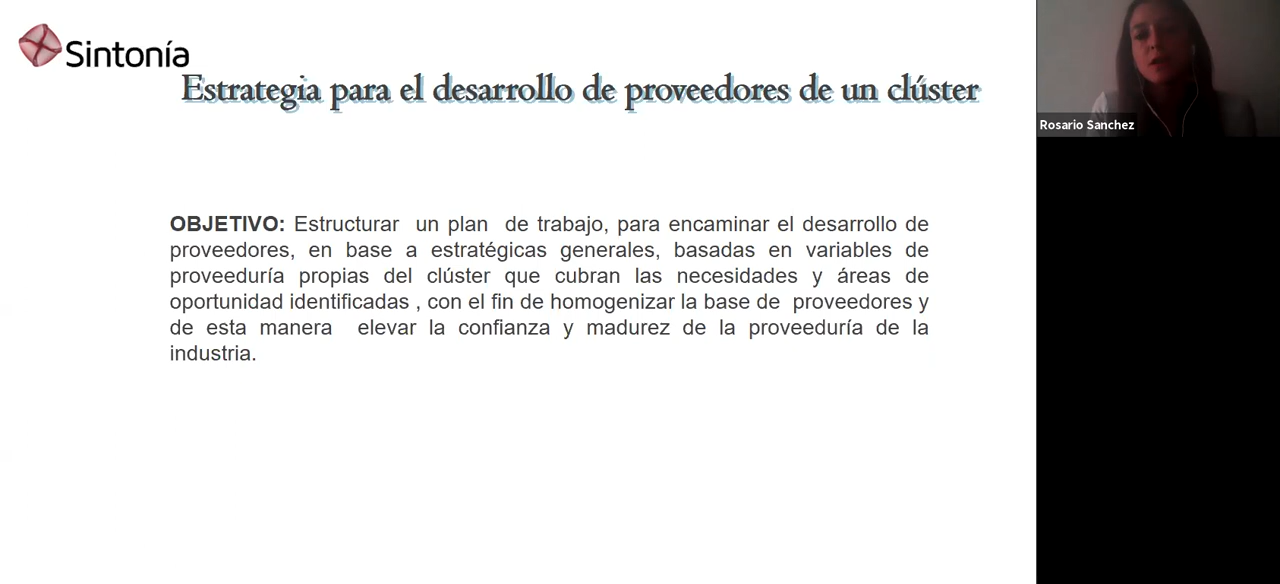 Sintonía
Estrategia para el desarrollo de proveedores de un clúster
OBJETIVO: Estructurar un plan de trabajo, para encaminar el desarrollo de
proveedores, en base a estratégicas generales, basadas en variables de
proveeduría propias del clúster que cubran las necesidades y áreas de
oportunidad identificadas , con el fin de homogenizar la base de proveedores y
de esta manera elevar la confianza y madurez de la proveeduría de la
industria.
Rosario Sanchez